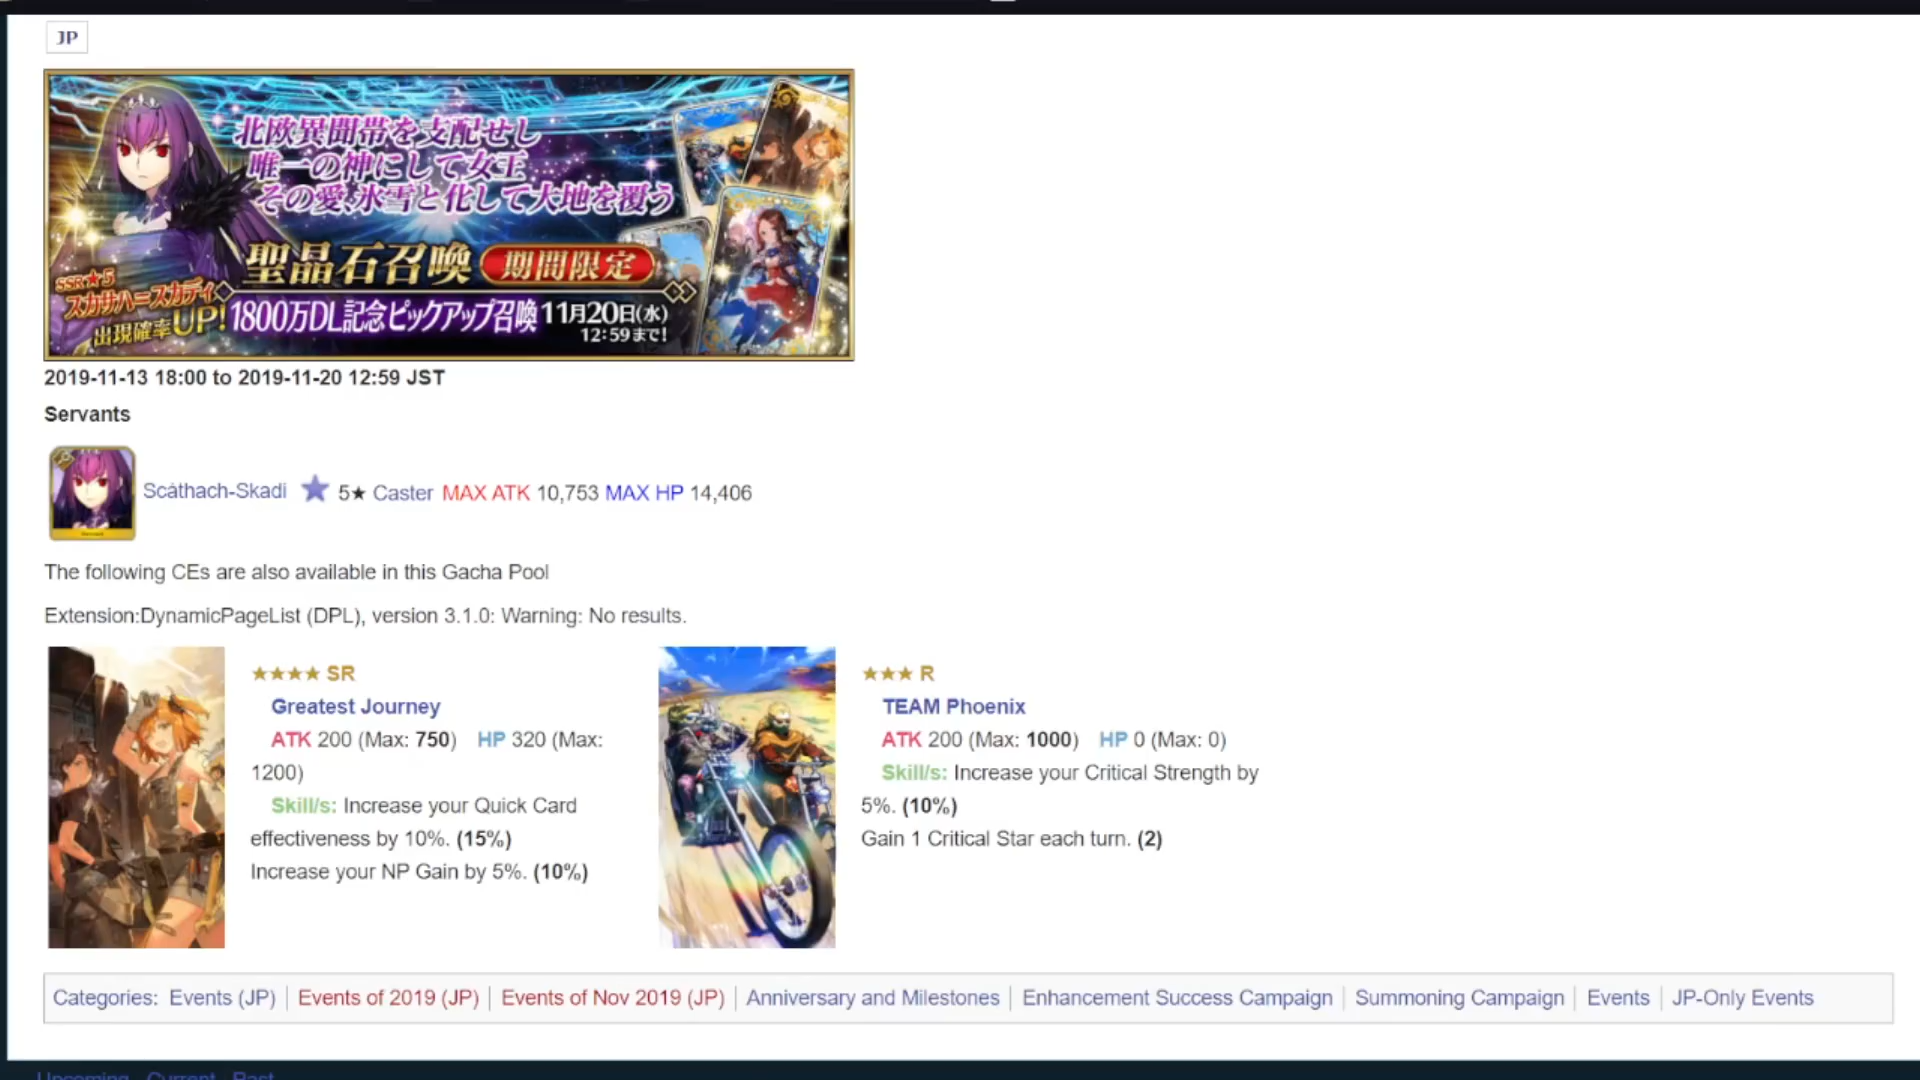 JP
北欧異聞帯を支配せし
唯一の神にして女王
その愛、氷雪と化して大地を覆う
聖晶石召喚 期間限定
SSR★5
スカサハ=スカディ
出現確率UP!
1800万DL記念ピックアップ召喚 11月20日(水)
12:59まで!
2019-11-13 18:00 to 2019-11-20 12:59 JST
Servants
Scáthach-Skadi 5★ Caster MAX ATK 10,753 MAX HP 14,406
The following CEs are also available in this Gacha Pool
Extension:DynamicPageList (DPL), version 3.1.0: Warning: No results.
★★★★ SR
Greatest Journey
ATK 200 (Max: 750) HP 320 (Max:
1200)
Skill/s: Increase your Quick Card
effectiveness by 10%. (15%)
Increase your NP Gain by 5%. (10%)
★★★ R
TEAM Phoenix
ATK 200 (Max: 1000) HP 0 (Max: 0)
Skill/s: Increase your Critical Strength by
5%. (10%)
Gain 1 Critical Star each turn. (2)
Categories: Events (JP) | Events of 2019 (JP) | Events of Nov 2019 (JP) | Anniversary and Milestones | Enhancement Success Campaign | Summoning Campaign | Events | JP-Only Events
Upcoming Current Past